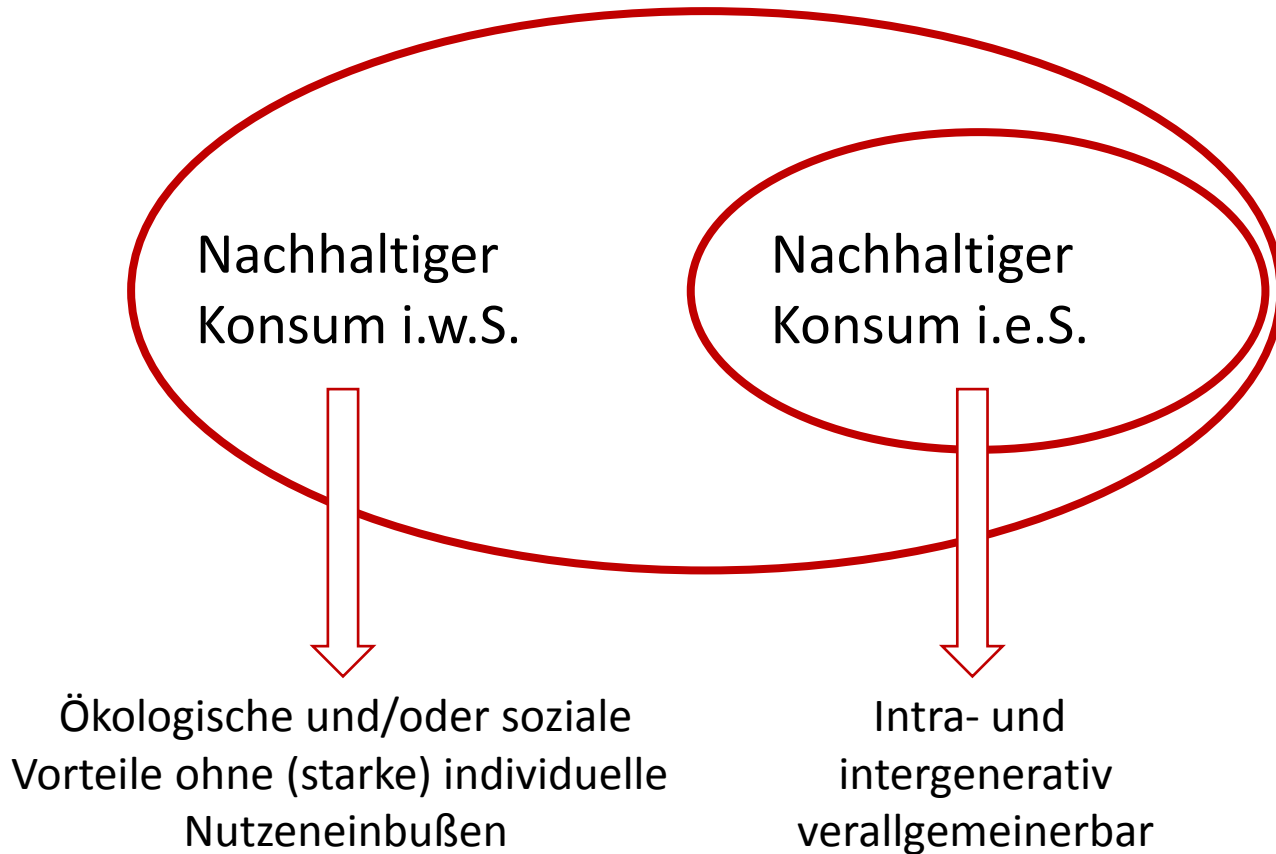 Nachhaltiger
Konsum i.w.S.
Nachhaltiger
Konsum i.e.S.
Ökologische und/oder soziale
Vorteile ohne (starke) individuelle
Nutzeneinbußen
Intra- und
intergenerativ
verallgemeinerbar